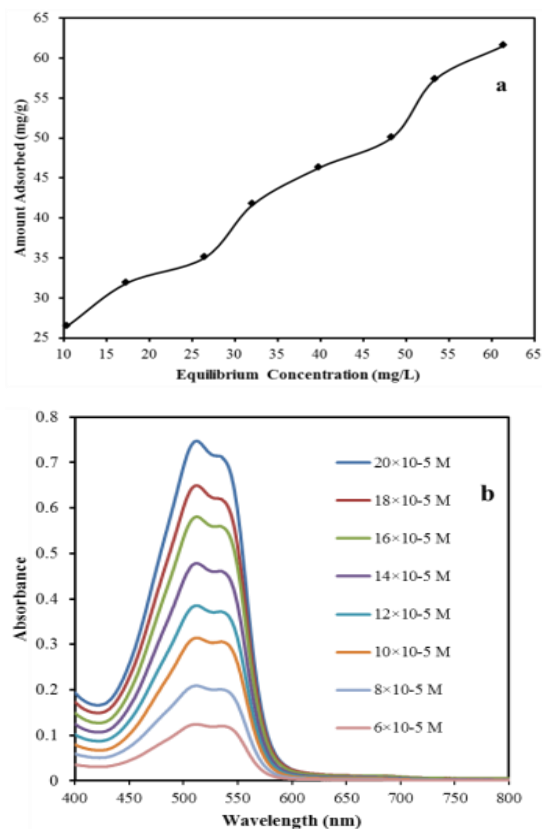 65
60
55
50
45
40
35
30
25
Amount Adsorbed (mg/g)
a
10 15 20 25 30 35 40 45 50 55 60 65
Equilibrium Concentration (mg/L)
0.8
0.7
0.6
0.5
0.4
0.3
0.2
0.1
0
Absorbance
b
20×10-5 M
18×10-5 M
16×10-5 M
14×10-5 M
12×10-5 M
10×10-5 M
8×10-5 M
6×10-5 M
400 450 500 550 600 650 700 750 800
Wavelength (nm)